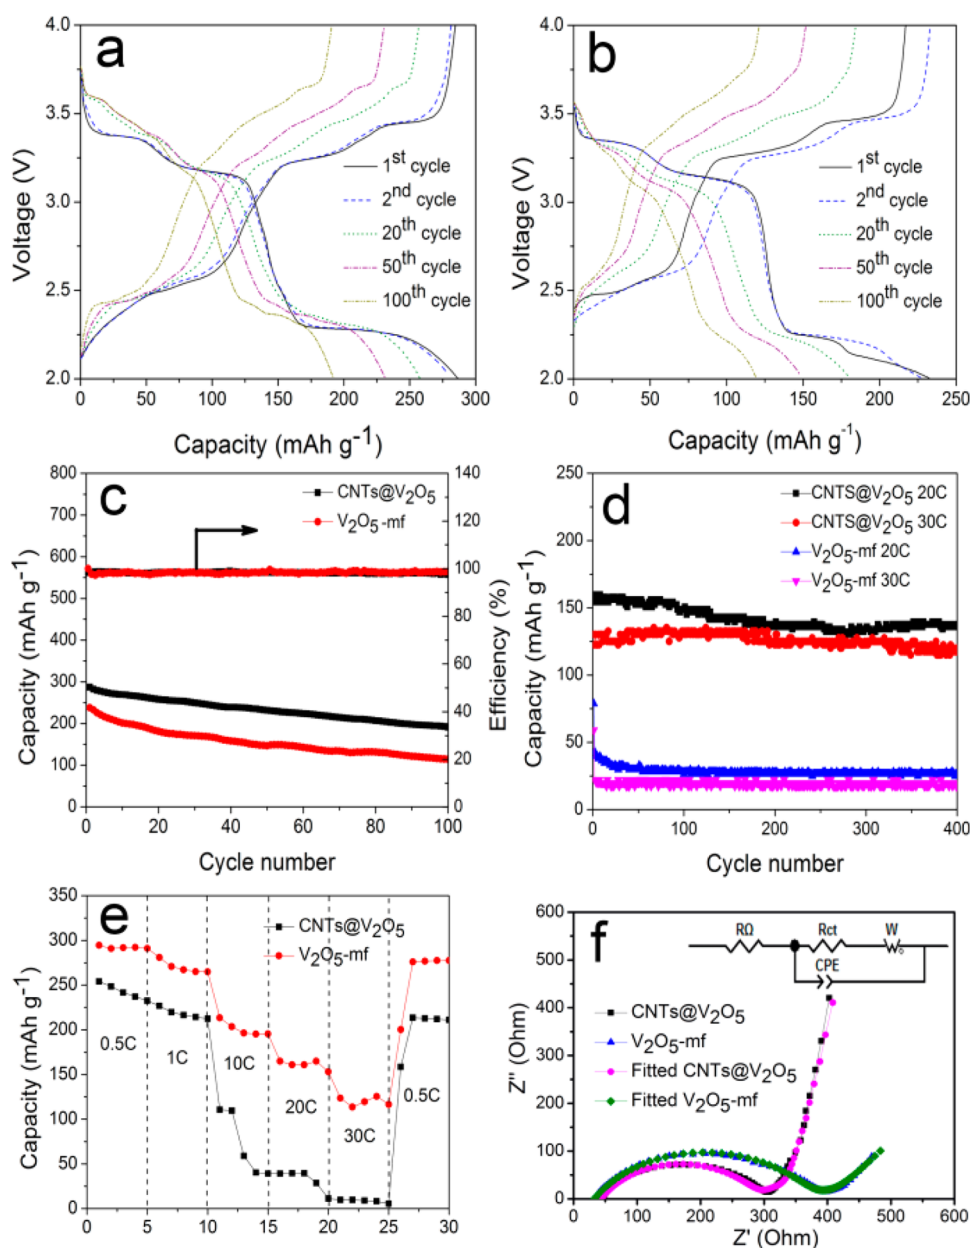 a
4.0
3.5
3.0
2.5
2.0
Voltage (V)
1st cycle
2nd cycle
20th cycle
50th cycle
100th cycle
0 50 100 150 200 250 300
Capacity (mAh g-1)
b
4.0
3.5
3.0
2.5
2.0
Voltage (V)
1st cycle
2nd cycle
20th cycle
50th cycle
100th cycle
0 50 100 150 200 250
Capacity (mAh g-1)
c
800
700
600
500
400
300
200
100
0
Capacity (mAh g-1)
CNTs@V2O5
V2O5-mf
140
120
100
80
60
40
20
0
Efficiency (%)
0 20 40 60 80 100
Cycle number
d
250
200
150
100
50
0
Capacity (mAh g-1)
CNTS@V2O5 20C
CNTS@V2O5 30C
V2O5-mf 20C
V2O5-mf 30C
0 100 200 300 400
Cycle number
e
350
300
250
200
150
100
50
0
Capacity (mAh g-1)
CNTs@V2O5
V2O5-mf
0.5C
1C
10C
20C
30C
0.5C
0 5 10 15 20 25 30
f
600
500
400
300
200
100
0
Z'' (Ohm)
RΩ
Rct
W
CPE
CNTs@V2O5
V2O5-mf
Fitted CNTs@V2O5
Fitted V2O5-mf
0 100 200 300 400 500 600
Z' (Ohm)